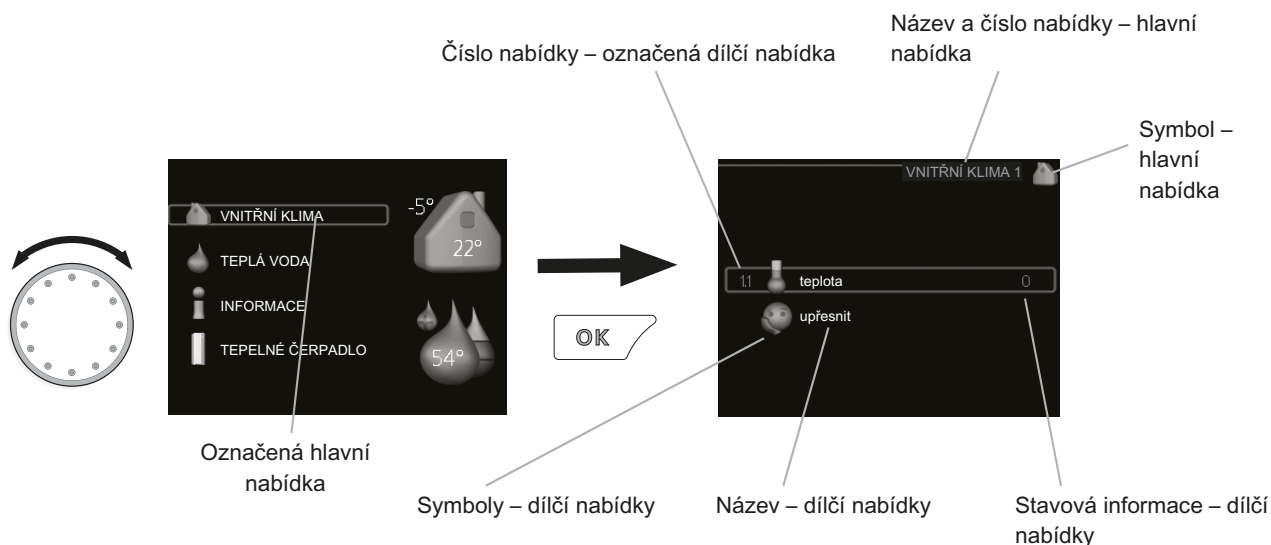 Název a číslo nabídky – hlavní
nabídka
Číslo nabídky – označená dílčí nabídka
Symbol –
hlavní
nabídka
VNITŘNÍ KLIMA
-5°
22°
TEPLÁ VODA
INFORMACE
TEPELNÉ ČERPADLO
54°
OK
VNITŘNÍ KLIMA 1
1.1 teplota 0
upřesnit
Označená hlavní
nabídka
Symboly – dílčí nabídky
Název – dílčí nabídky
Stavová informace – dílčí
nabídky